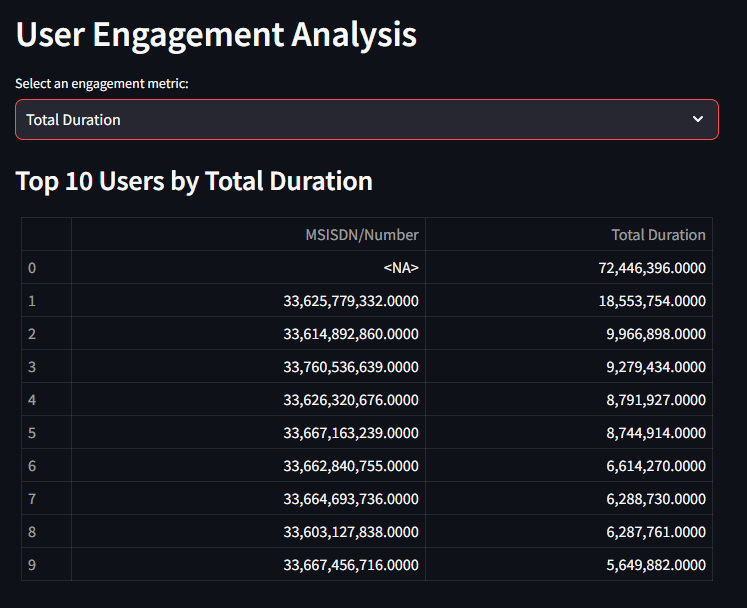 User Engagement Analysis
Select an engagement metric:
Total Duration
Top 10 Users by Total Duration
MSISDN/Number Total Duration
0 <NA> 72,446,396.0000
1 33,625,779,332.0000 18,553,754.0000
2 33,614,892,860.0000 9,966,898.0000
3 33,760,536,639.0000 9,279,434.0000
4 33,626,320,676.0000 8,791,927.0000
5 33,667,163,239.0000 8,744,914.0000
6 33,662,840,755.0000 6,614,270.0000
7 33,664,693,736.0000 6,288,730.0000
8 33,603,127,838.0000 6,287,761.0000
9 33,667,456,716.0000 5,649,882.0000